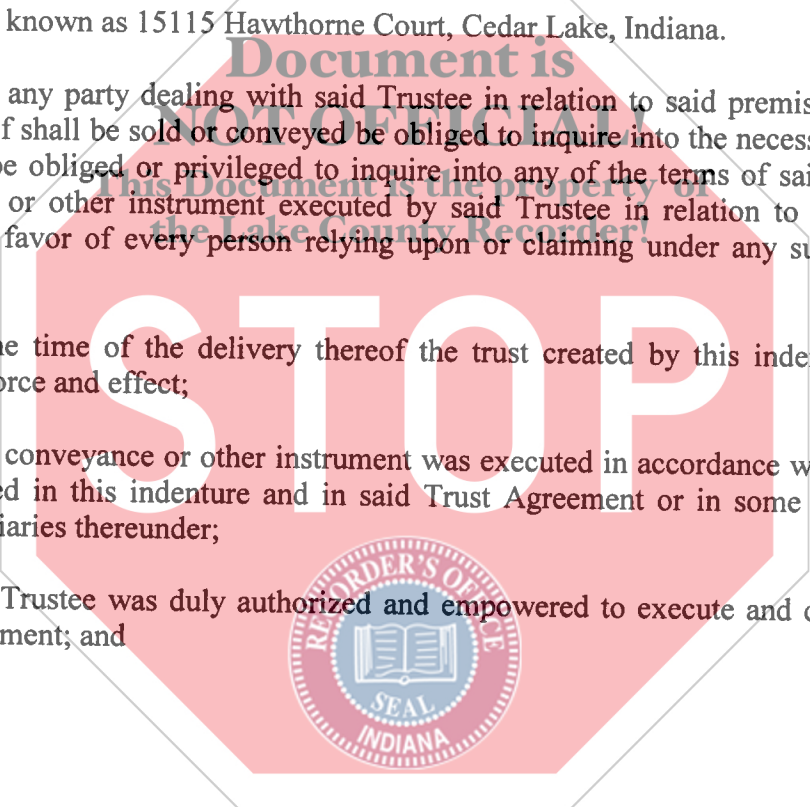 known as 15115 Hawthorne Court, Cedar Lake, Indiana.
Document is
any party dealing with said Trustee in relation to said premis
NOT OFFICIAL!
f shall be sold or conveyed be obliged to inquire into the necess
be obliged or privileged to inquire into any of the terms of sai
This Document is the property of
or other instrument executed by said Trustee in relation to
the Lake County Recorder!
favor of every person relying upon or claiming under any su
STOP
he time of the delivery thereof the trust created by this inde
orce and effect;
conveyance or other instrument was executed in accordance w
ed in this indenture and in said Trust Agreement or in some
iaries thereunder;
Trustee was duly authorized and empowered to execute and d
ment; and
RECORDER'S OFFICE
SEAL
INDIANA